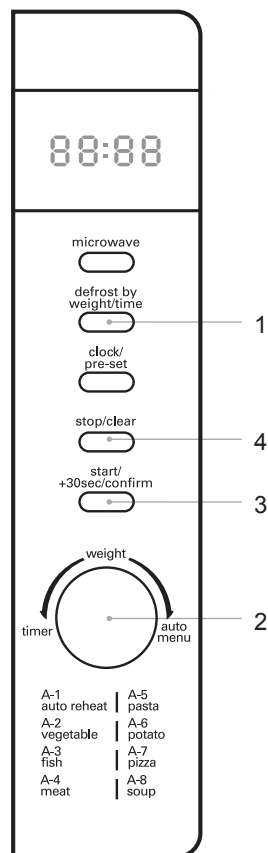 88:88
microwave
defrost by
weight/time
1
clock/
pre-set
stop/clear
4
start/
+30sec/confirm
3
weight
timer
auto
menu
2
A-1
auto reheat
A-5
pasta
A-2
vegetable
A-6
potato
A-3
fish
A-7
pizza
A-4
meat
A-8
soup